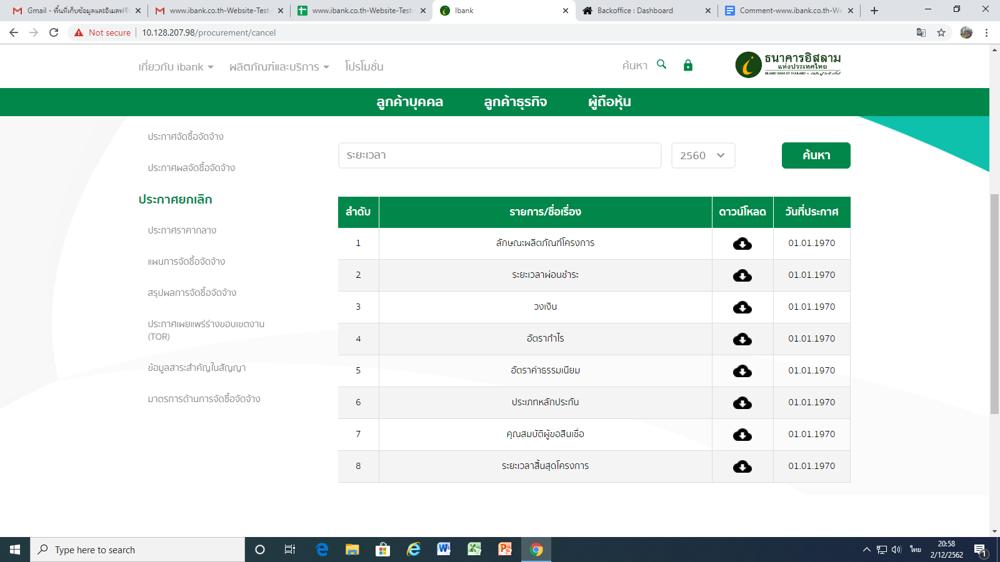 Gmail - พื้นที่เก็บข้อมูลและอีเมลฟรี
www.ibank.co.th-Website-Test-
www.ibank.co.th-Website-Test-
Ibank
Backoffice : Dashboard
Comment-www.ibank.co.th-We
Not secure
10.128.207.98/procurement/cancel
เกี่ยวกับ ibank
ผลิตภัณฑ์และบริการ
โปรโมชั่น
ค้นหา
ธนาคารอิสลาม
แห่งประเทศไทย
ISLAMIC BANK OF THAILAND
ลูกค้าบุคคล
ลูกค้าธุรกิจ
ผู้ถือหุ้น
ประกาศจัดซื้อจัดจ้าง
ประกาศผลจัดซื้อจัดจ้าง
ประกาศยกเลิก
ประกาศราคากลาง
แผนการจัดซื้อจัดจ้าง
สรุปผลการจัดซื้อจัดจ้าง
ประกาศเผยแพร่ร่างขอบเขตงาน
(TOR)
ข้อมูลสาระสำคัญในสัญญา
มาตรการด้านการจัดซื้อจัดจ้าง
ระยะเวลา
2560
ค้นหา
ลำดับ รายการ/ชื่อเรื่อง ดาวน์โหลด วันที่ประกาศ
1 ลักษณะผลิตภัณฑ์โครงการ 01.01.1970
2 ระยะเวลาผ่อนชำระ 01.01.1970
3 วงเงิน 01.01.1970
4 อัตรากำไร 01.01.1970
5 อัตราค่าธรรมเนียม 01.01.1970
6 ประเภทหลักประกัน 01.01.1970
7 คุณสมบัติผู้ขอสินเชื่อ 01.01.1970
8 ระยะเวลาสิ้นสุดโครงการ 01.01.1970
Type here to search
ไทย
20:58
2/12/2562
1